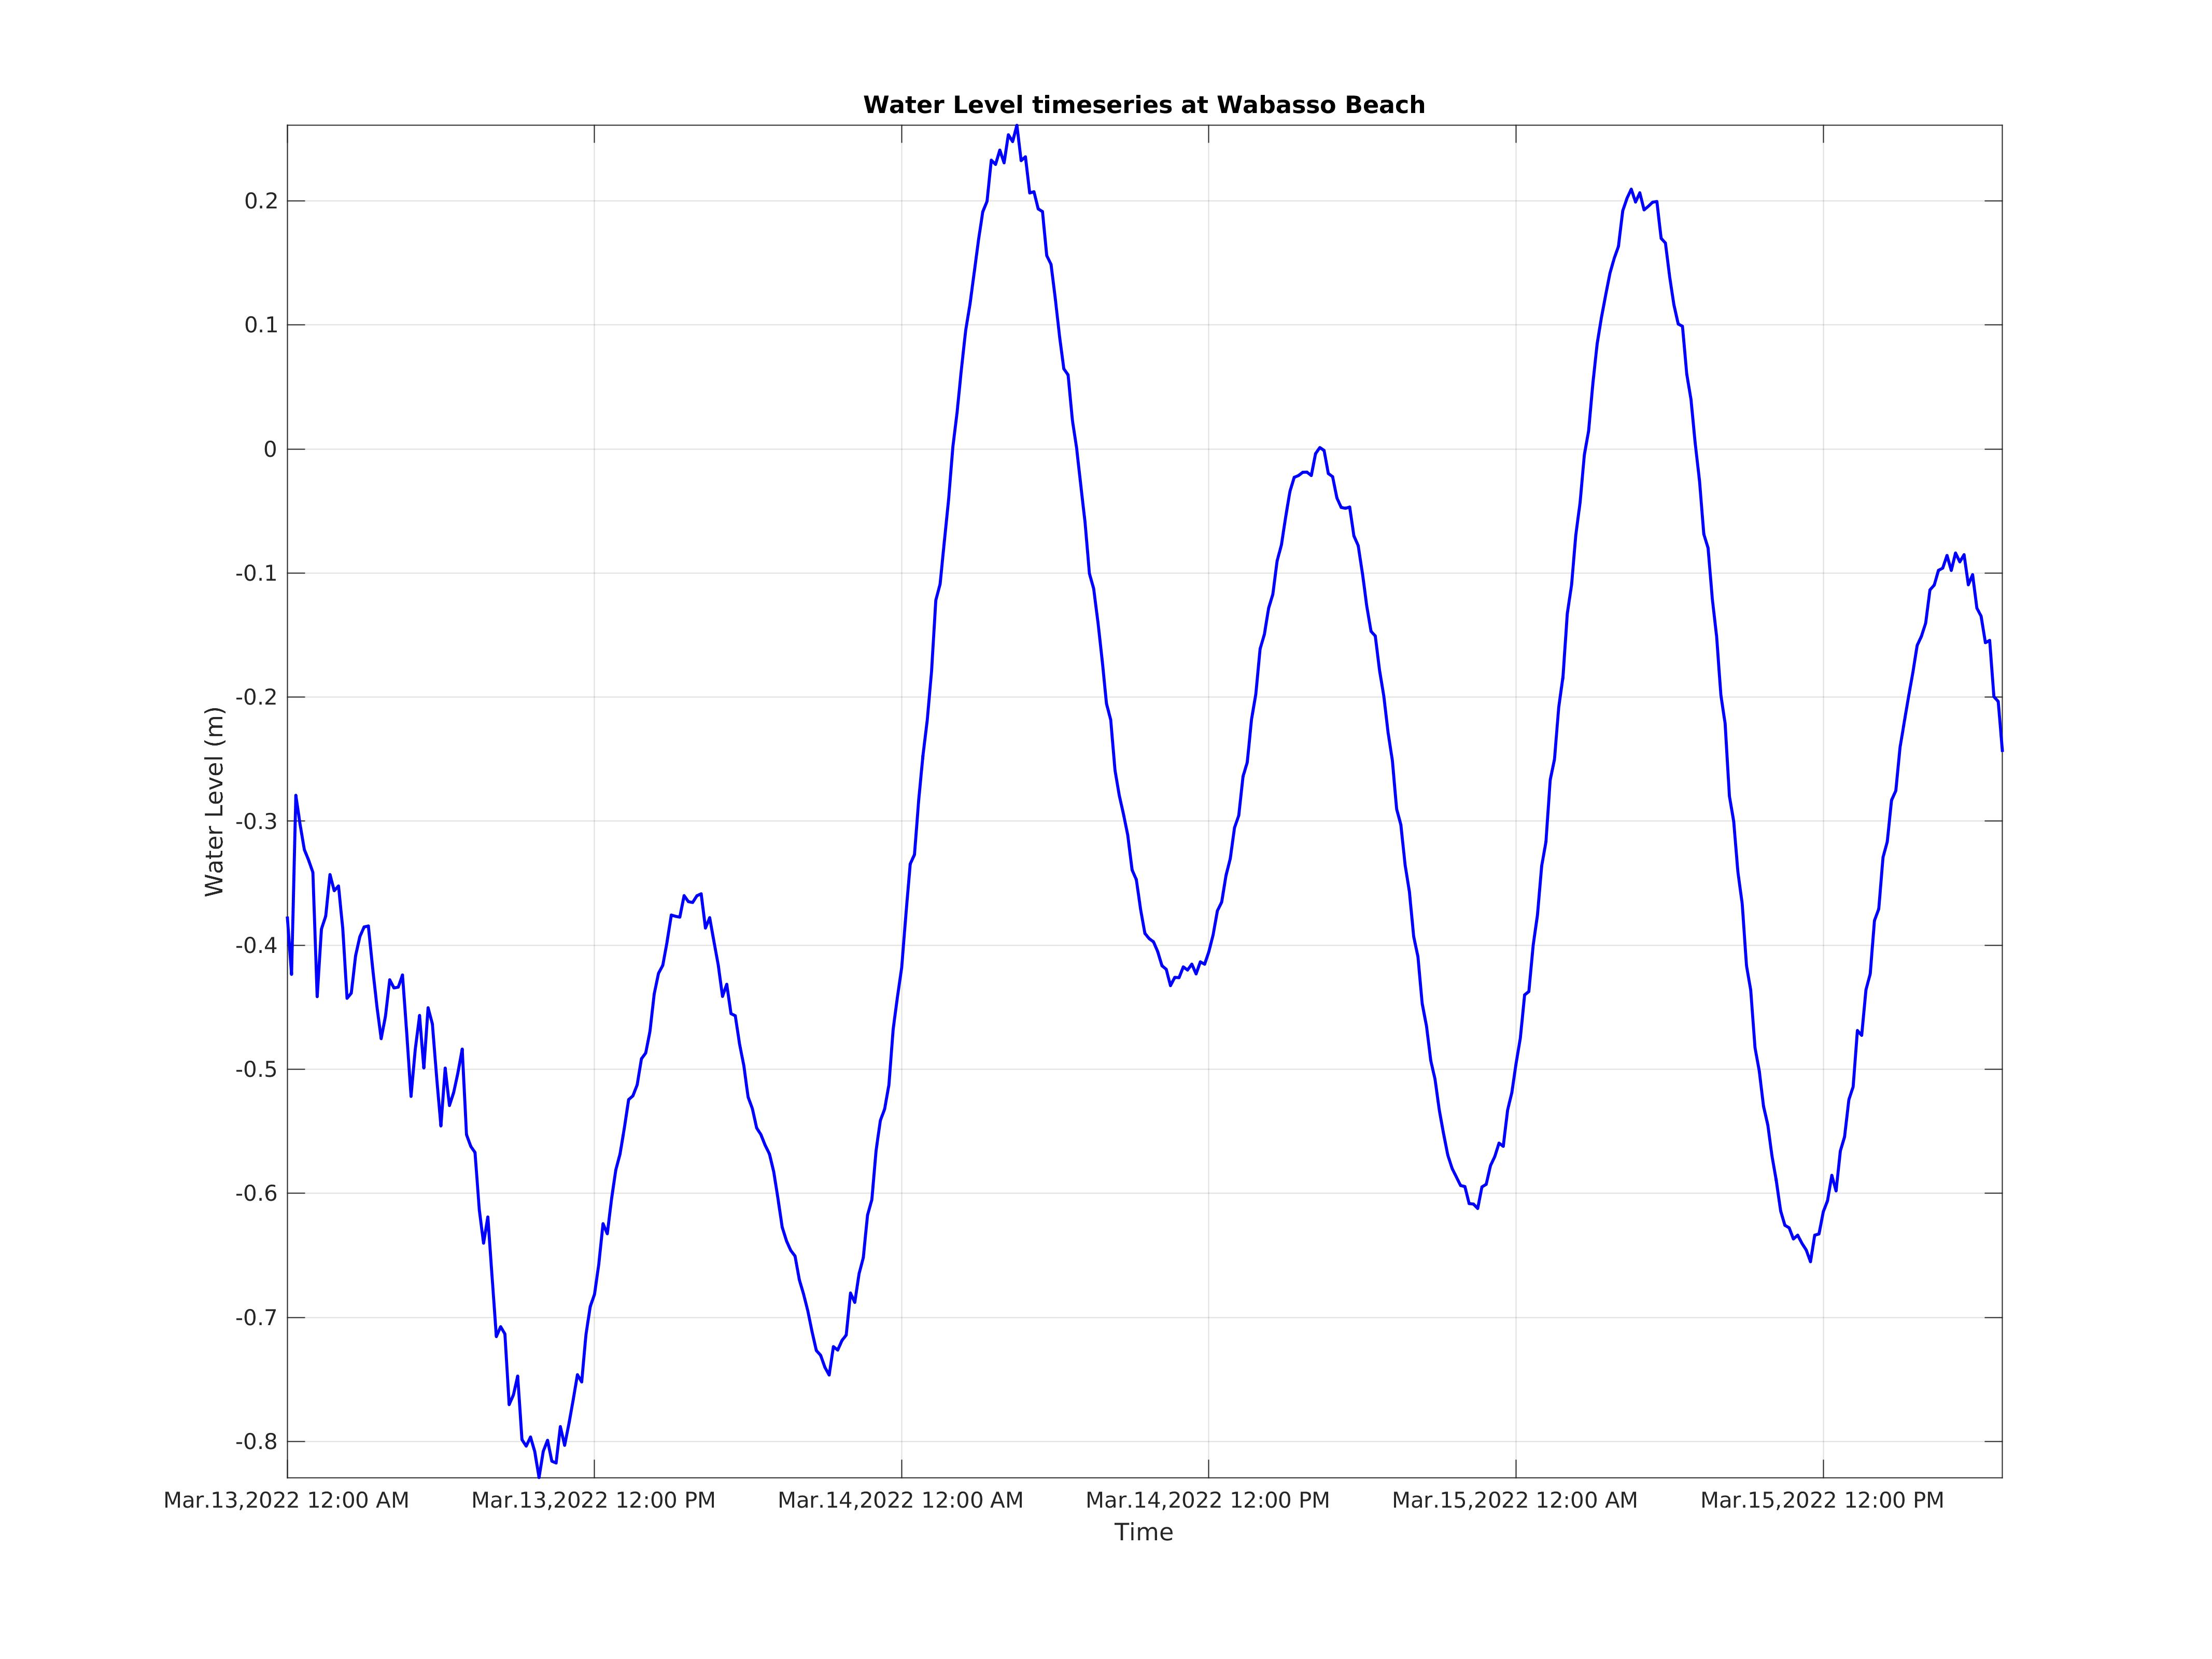 Water Level timeseries at Wabasso Beach
0.2
0.1
0
-0.1
-0.2
-0.3
-0.4
-0.5
-0.6
-0.7
-0.8
Water Level (m)
Mar.13,2022 12:00 AM
Mar.13,2022 12:00 PM
Mar.14,2022 12:00 AM
Mar.14,2022 12:00 PM
Mar.15,2022 12:00 AM
Mar.15,2022 12:00 PM
Time